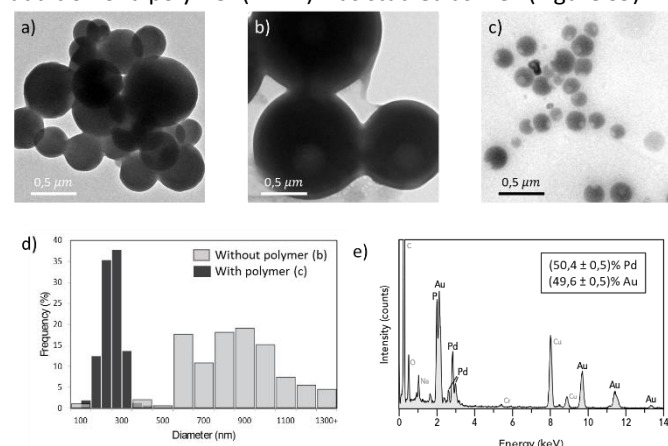 a)
b)
c)
0,5 µm
0,5 µm
0,5 µm
d)
Frequency (%)
40
35
30
25
20
15
10
5
0
Without polymer (b)
With polymer (c)
100
300
500
700
900
1100
1300+
Diameter (nm)
e)
Intensity (counts)
(50,4 ± 0,5)% Pd
(49,6 ± 0,5)% Au
C
O
Na
P
Au
Pd
Pd
Cr
Cu
Cu
Au
Au
Au
0
2
4
6
8
10
12
14
Energy (keV)